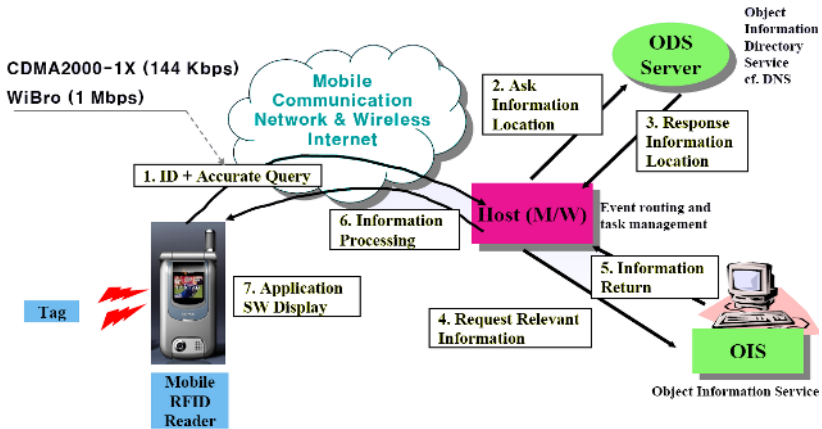 CDMA2000-1X (144 Kbps)
WiBro (1 Mbps)
Mobile
Communication
Network & Wireless
Internet
ODS
Server
Object
Information
Directory
Service
cf. DNS
2. Ask
Information
Location
3. Response
Information
Location
1. ID + Accurate Query
Host (M/W)
Event routing and
task management
6. Information
Processing
5. Information
Return
7. Application
SW Display
Tag
4. Request Relevant
Information
OIS
Object Information Service
Mobile
RFID
Reader